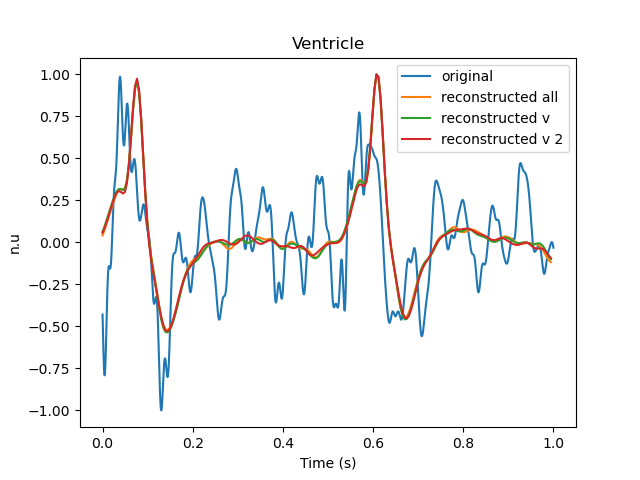 Ventricle
original
reconstructed all
reconstructed v
reconstructed v 2
1.00
0.75
0.50
0.25
0.00
−0.25
−0.50
−0.75
−1.00
n.u
0.0 0.2 0.4 0.6 0.8 1.0
Time (s)